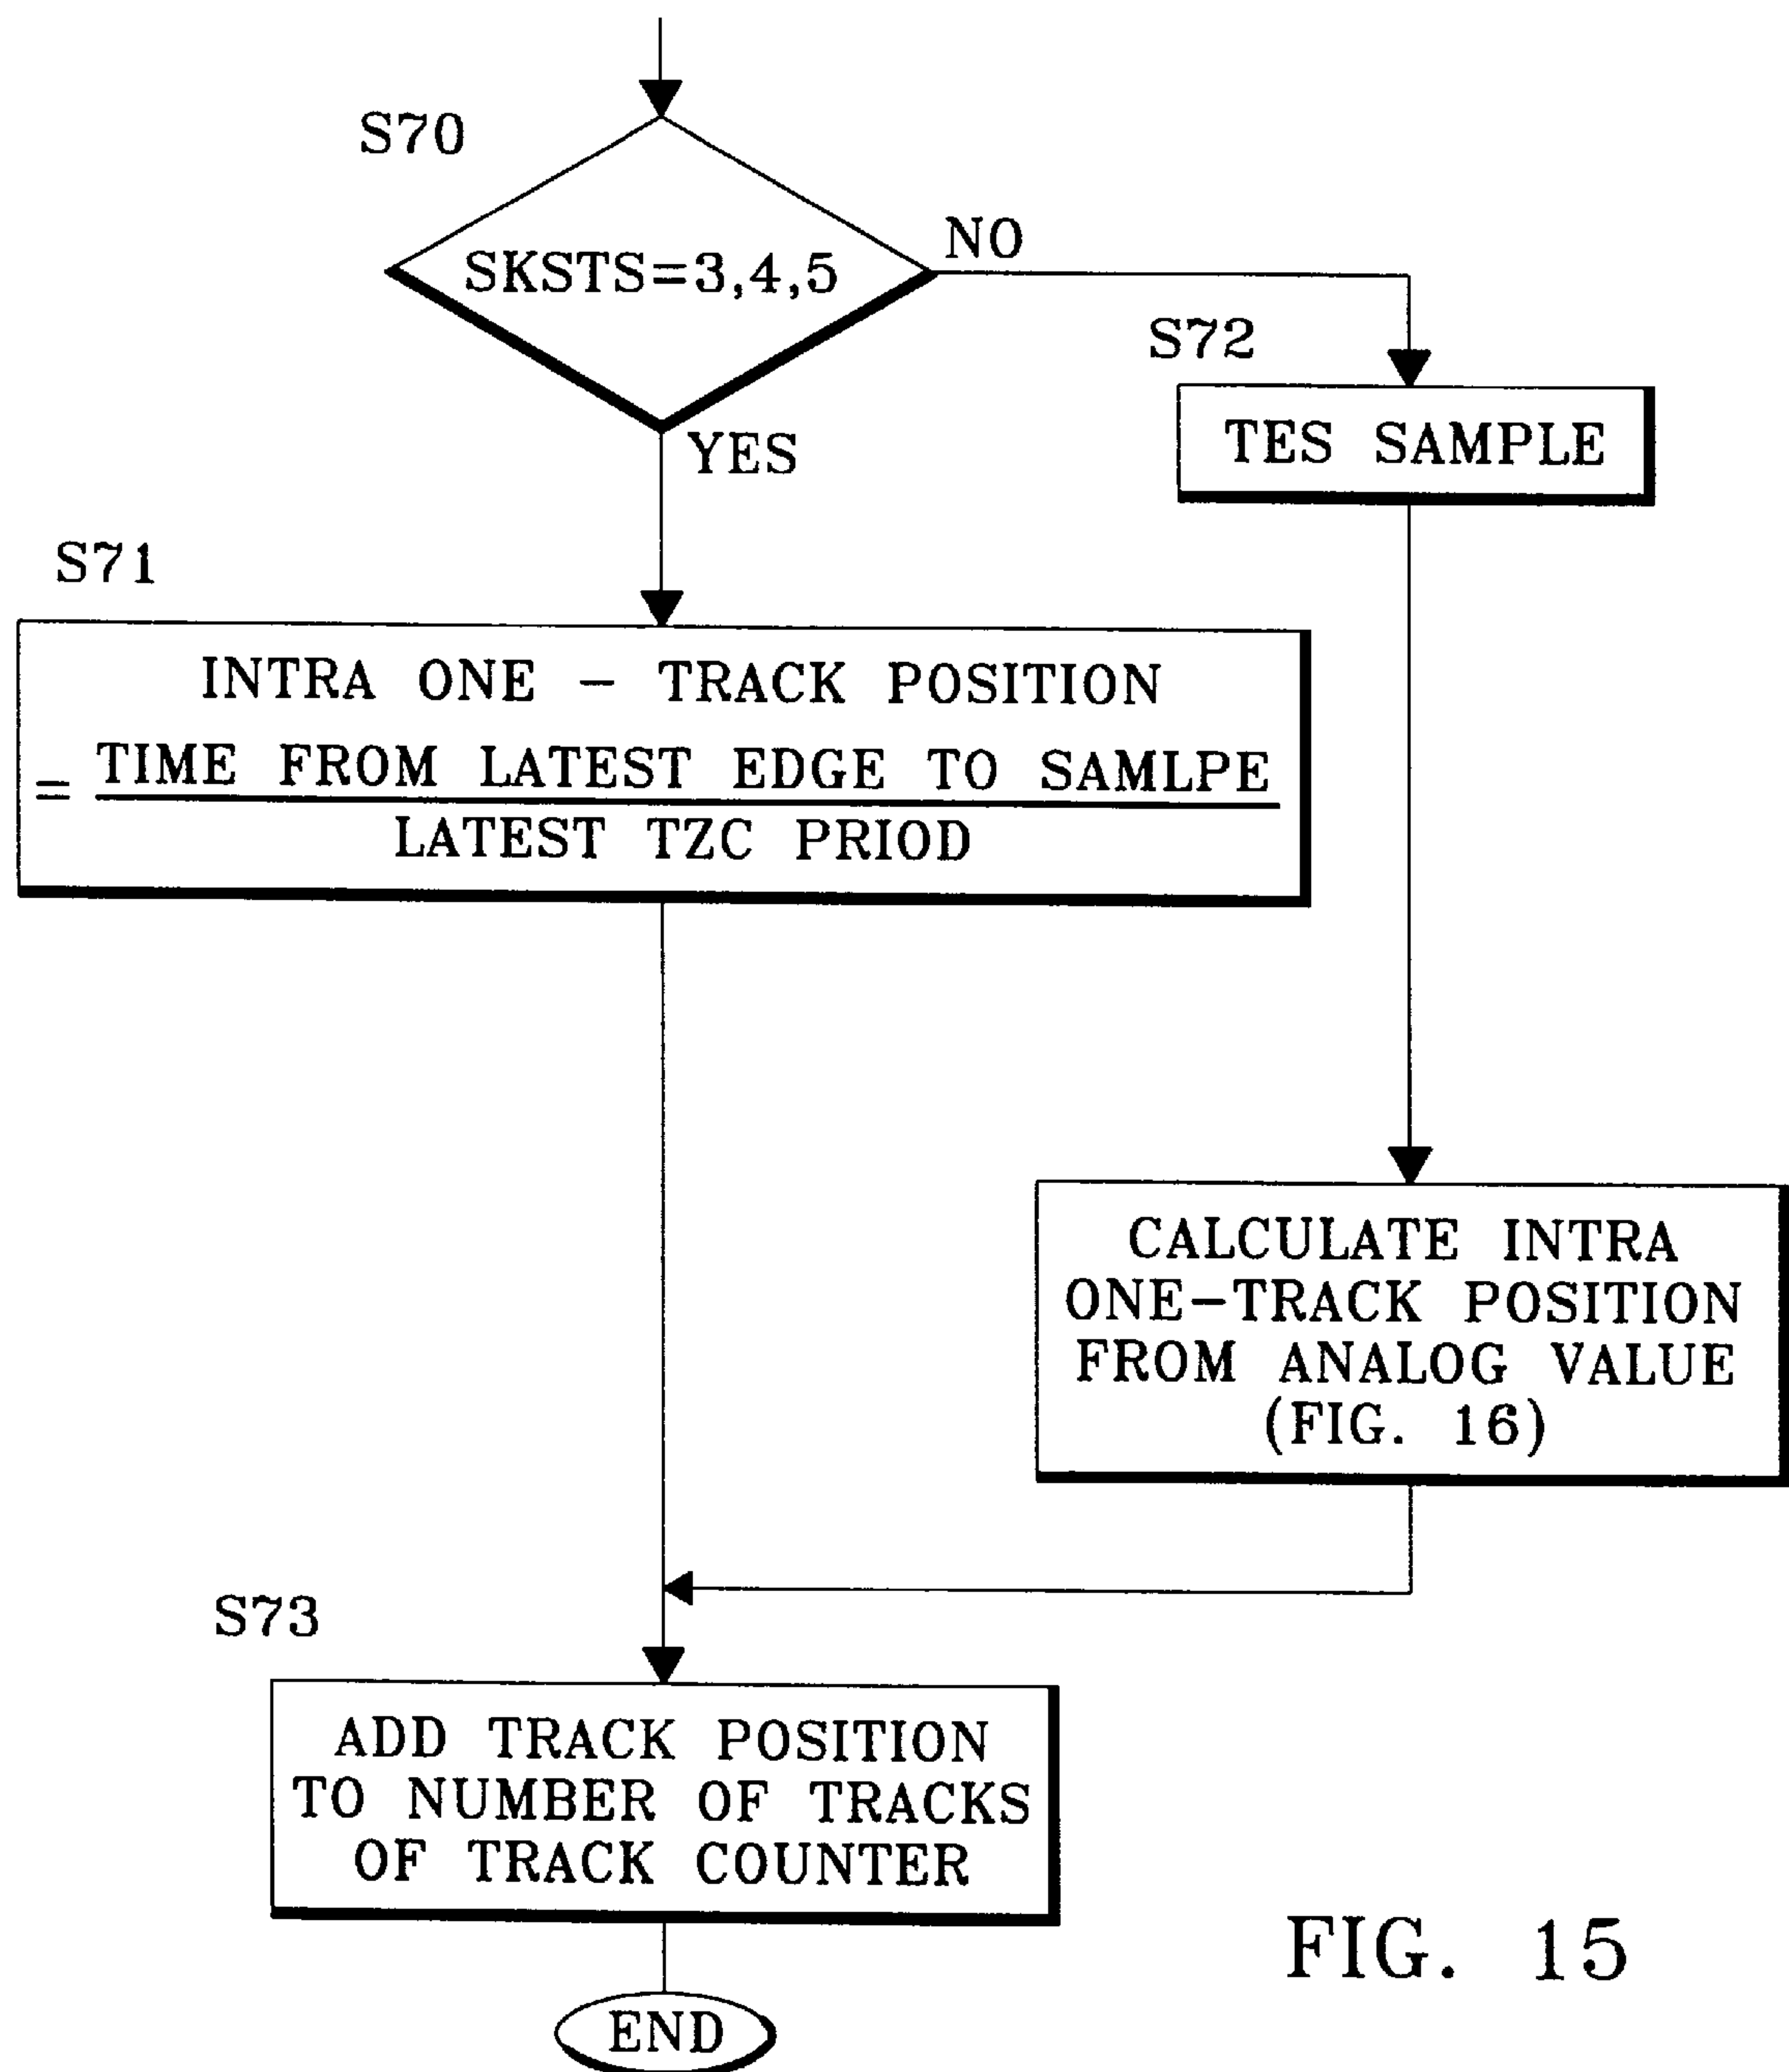 S70
SKSTS=3,4,5
NO
YES
S72
TES SAMPLE
S71
INTRA ONE - TRACK POSITION
= TIME FROM LATEST EDGE TO SAMLPE
LATEST TZC PRIOD
CALCULATE INTRA
ONE-TRACK POSITION
FROM ANALOG VALUE
(FIG. 16)
S73
ADD TRACK POSITION
TO NUMBER OF TRACKS
OF TRACK COUNTER
END
FIG. 15